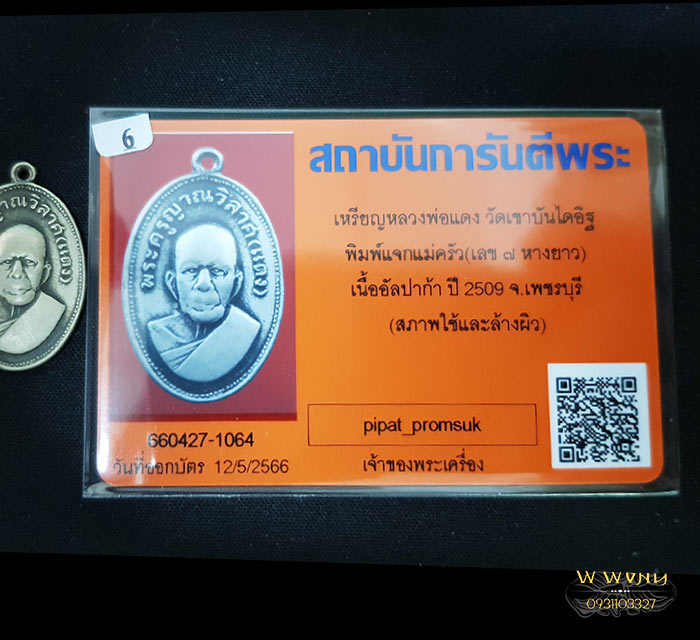 6
สถาบันการันตีพระ
พระครูญาณวิลาศ(แดง)
เหรียญหลวงพ่อแดง วัดเขาบันไดอิฐ
พิมพ์แจกแม่ครัว(เลข ๗ หางยาว)
เนื้ออัลปาก้า ปี 2509 จ.เพชรบุรี
(สภาพใช้และล้างผิว)
660427-1064
วันที่ออกบัตร 12/5/2566
pipat_promsuk
เจ้าของพระเครื่อง
0931103327